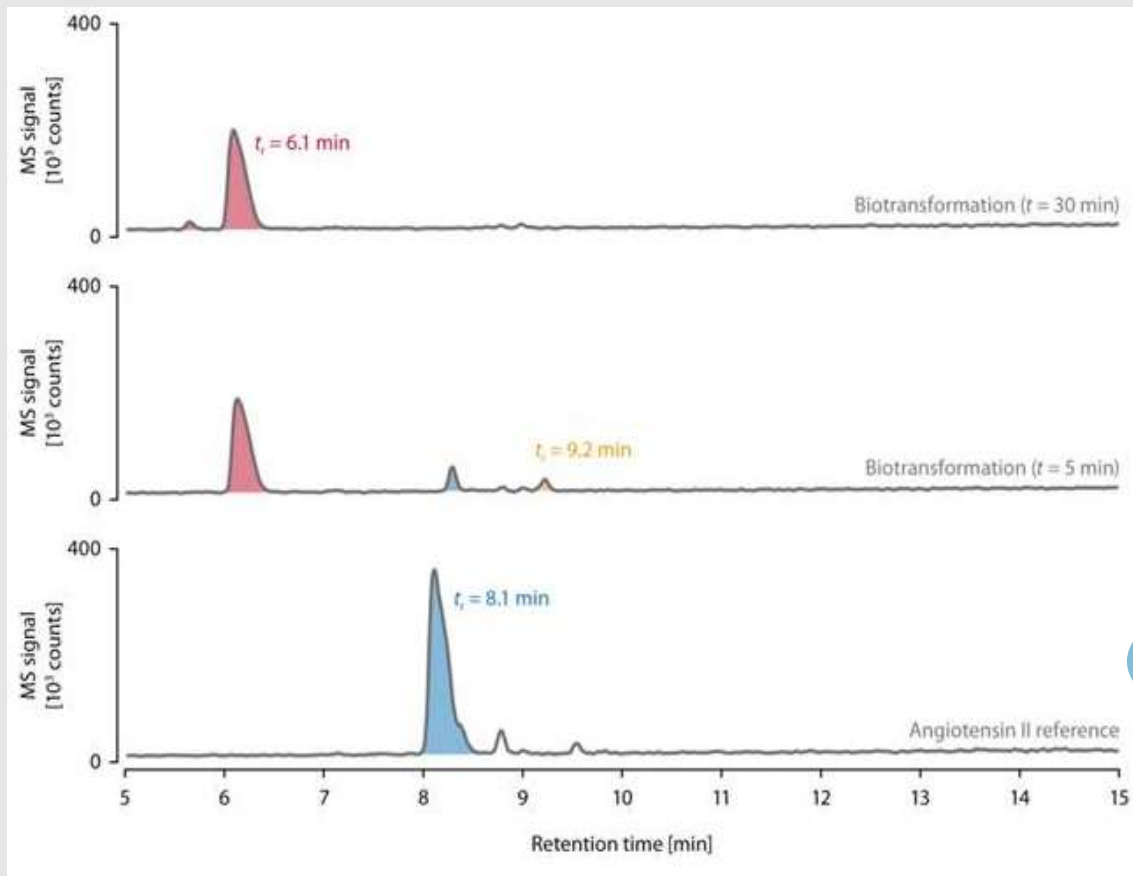 400
MS signal
[10³ counts]
tᵣ = 6.1 min
Biotransformation (t = 30 min)
0
400
MS signal
[10³ counts]
tᵣ = 9.2 min
Biotransformation (t = 5 min)
0
400
MS signal
[10³ counts]
tᵣ = 8.1 min
Angiotensin II reference
0
5 6 7 8 9 10 11 12 13 14 15
Retention time [min]